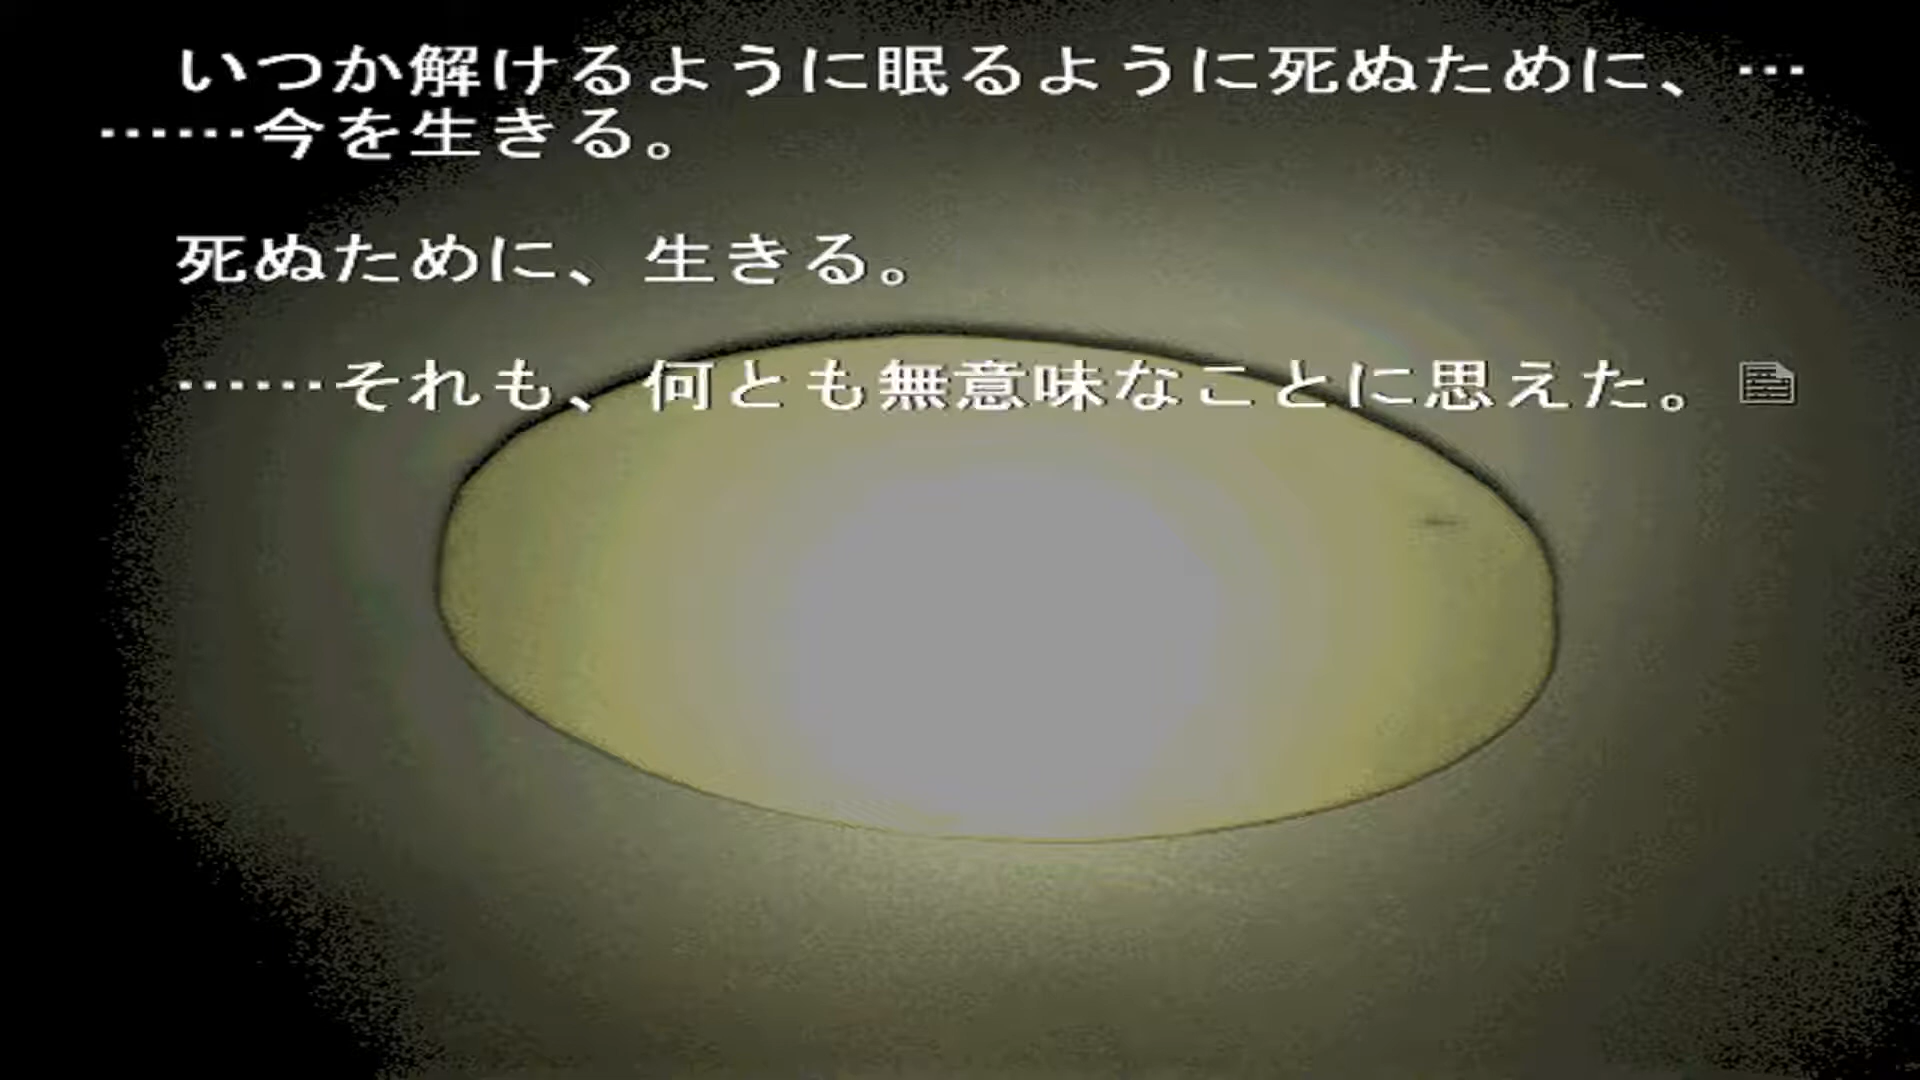 いつか解けるように眠るように死ぬために、…
……今を生きる。
死ぬために、生きる。
……それも、何とも無意味なことに思えた。